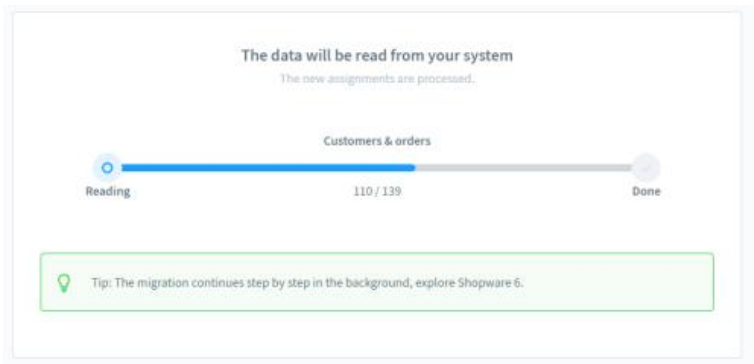 The data will be read from your system
The new assignments are processed.
Customers & orders
Reading
110 / 139
Done
Tip: The migration continues step by step in the background, explore Shopware 6.